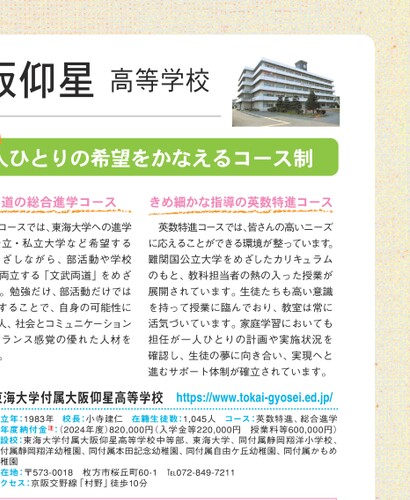 阪仰星 高等学校
人ひとりの希望をかなえるコース制
道の総合進学コース
コースでは、東海大学への進学
公立・私立大学など希望する
ざしながら、部活動や学校
両立する「文武両道」をめざ
。勉強だけ、部活動だけでは
することで、自身の可能性に
人、社会とコミュニケーション
ランス感覚の優れた人材を
。
きめ細かな指導の英数特進コース
英数特進コースでは、皆さんの高いニーズ
に応えることができる環境が整っています。
難関国公立大学をめざしたカリキュラム
のもと、教科担当者の熱の入った授業が
展開されています。生徒たちも高い意識
を持って授業に臨んでおり、教室は常に
活気づいています。家庭学習においても
担任が一人ひとりの計画や実施状況を
確認し、生徒の夢に向き合い、実現へと
進むサポート体制が確立されています。
東海大学付属大阪仰星高等学校 https://www.tokai-gyosei.ed.jp/
立年：1983年 校長：小寺建仁 在籍生徒数：1,045人 コース：英数特進、総合進学
年度納付金注：(2024年度)820,000円(入学金等220,000円 授業料等600,000円)
設校：東海大学付属大阪仰星高等学校中等部、東海大学、同付属静岡翔洋小学校、
付属静岡翔洋幼稚園、同付属本田記念幼稚園、同付属自由ケ丘幼稚園、同付属かもめ
稚園
在地：〒573-0018 枚方市桜丘町60-1 TEL072-849-7211
クセス：京阪交野線「村野」徒歩10分